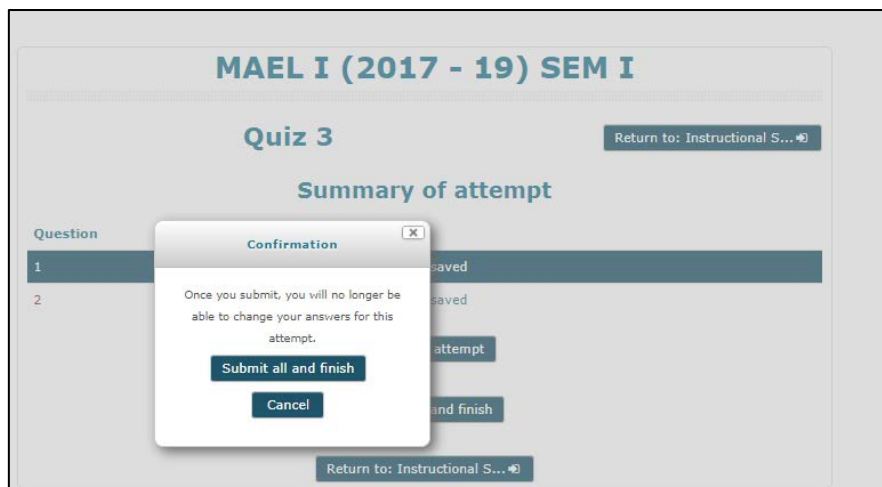 MAEL I (2017 - 19) SEM I
Quiz 3
Return to: Instructional S...
Summary of attempt
Question
Confirmation
1
saved
2
saved
Once you submit, you will no longer be
able to change your answers for this
attempt.
attempt
Submit all and finish
Cancel
and finish
Return to: Instructional S...